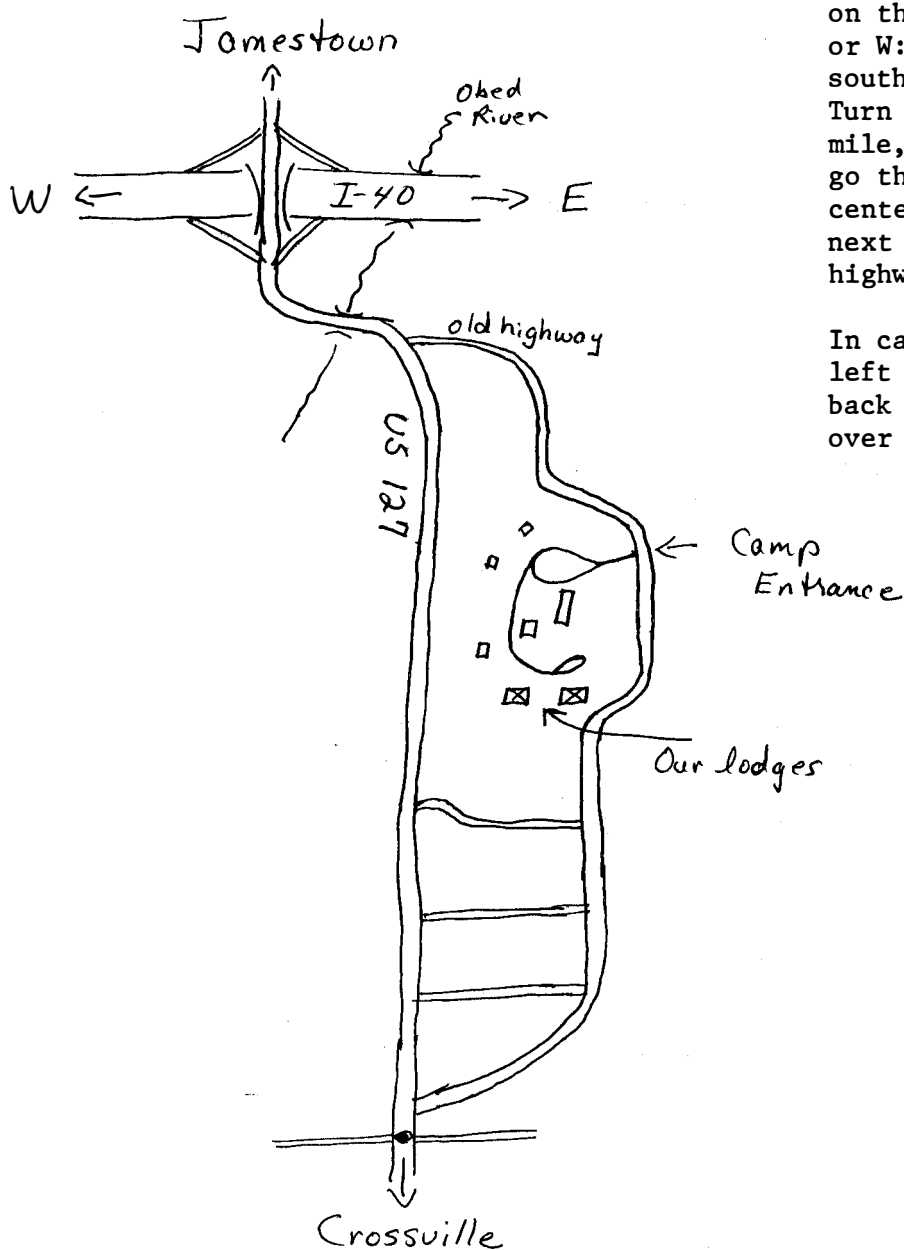 Jamestown
Obed
River
W
I-40
E
old highway
US 127
Camp
Entrance
Our lodges
Crossville
on th
or W:
south
Turn
mile,
go th
cente
next
highw
In ca
left
back
over